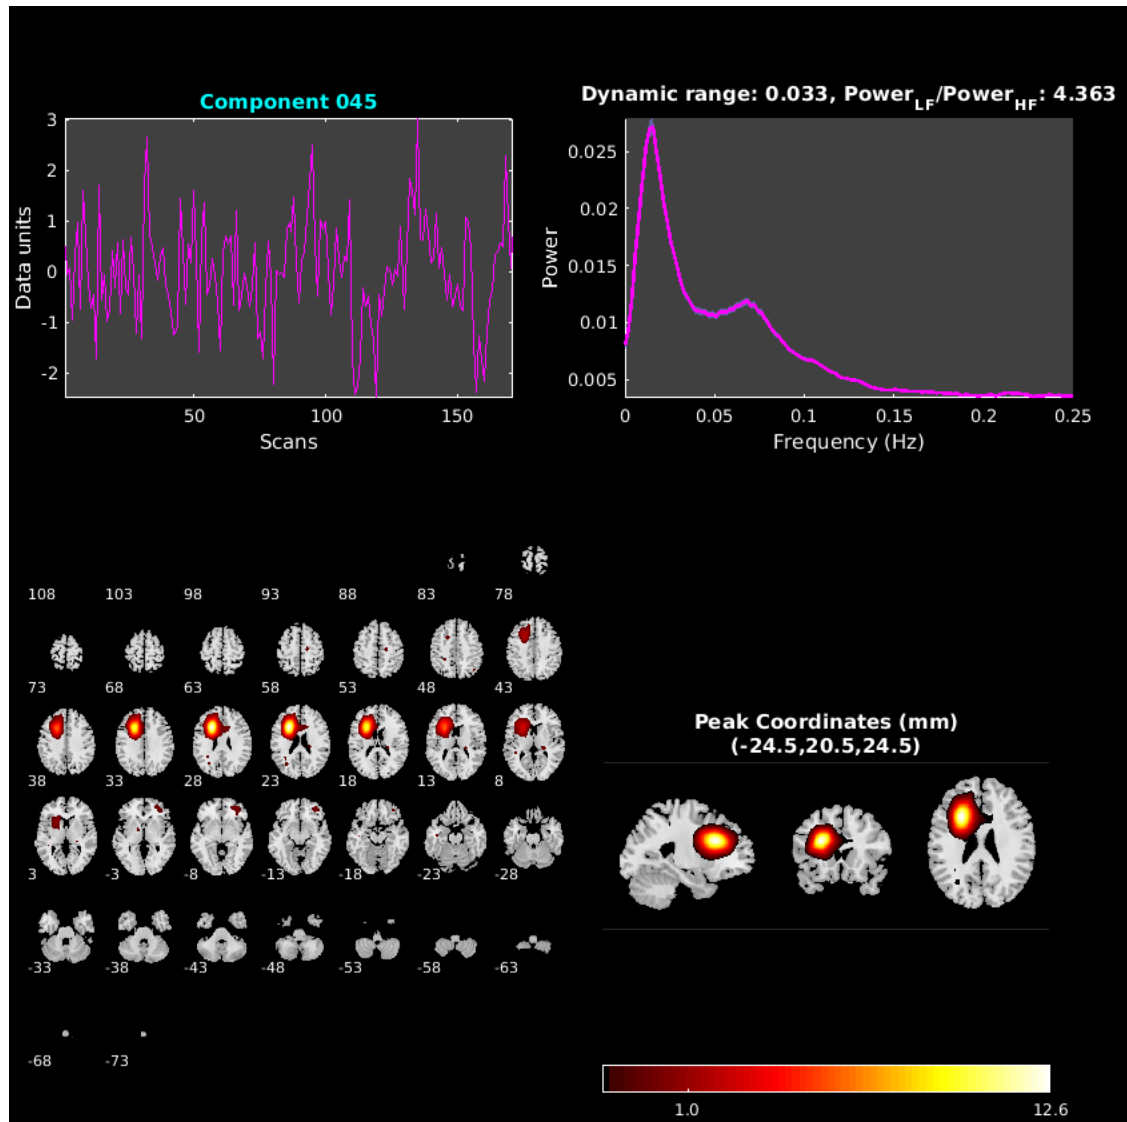 Component 045
3
2
1
0
-1
-2
Data units
50 100 150
Scans
Dynamic range: 0.033, Power_LF/Power_HF: 4.363
0.025
0.02
0.015
0.01
0.005
Power
0 0.05 0.1 0.15 0.2 0.25
Frequency (Hz)
108 103 98 93 88 83 78
73 68 63 58 53 48 43
38 33 28 23 18 13 8
3 -3 -8 -13 -18 -23 -28
-33 -38 -43 -48 -53 -58 -63
-68 -73
Peak Coordinates (mm)
(-24.5,20.5,24.5)
1.0 12.6